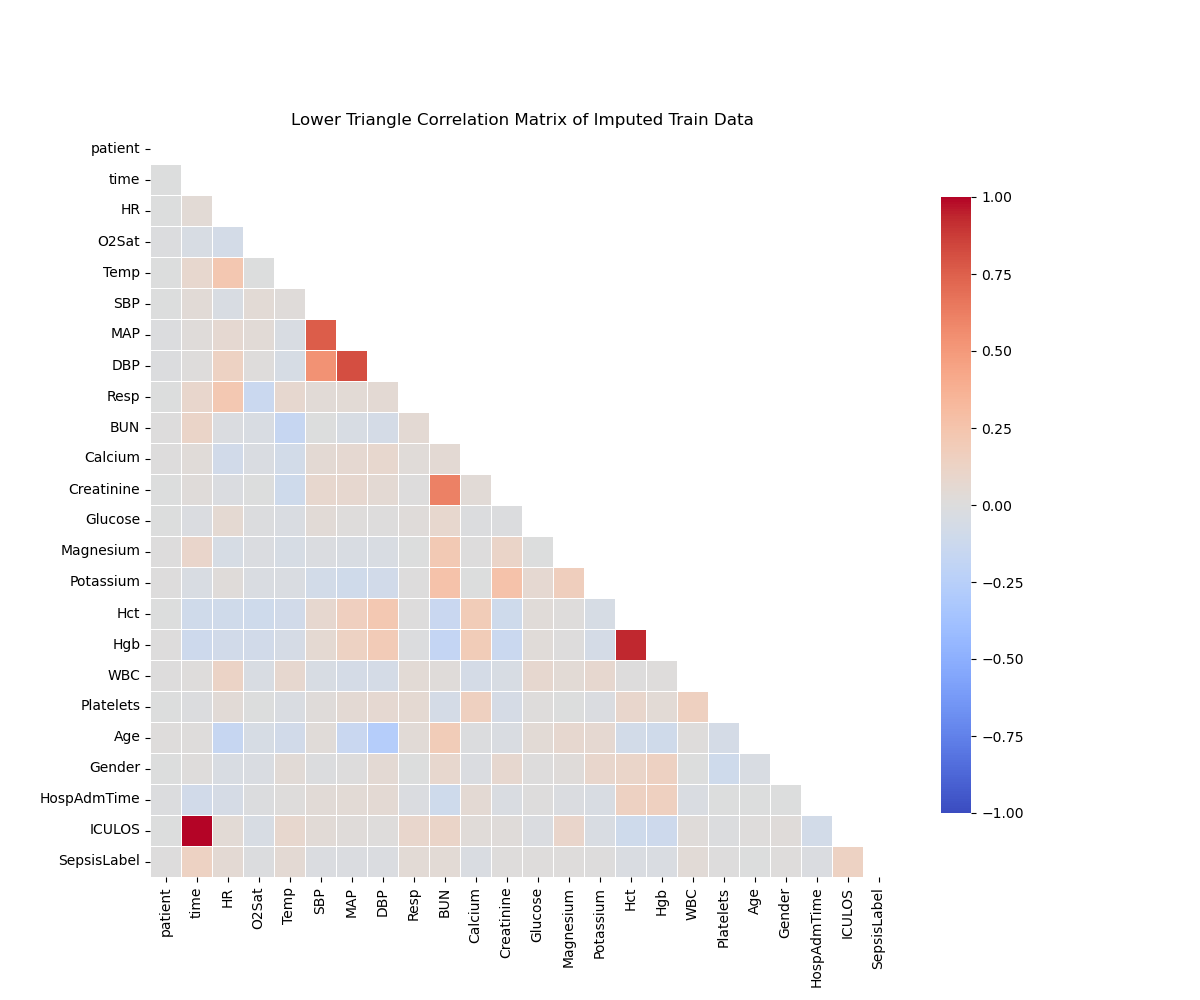 Lower Triangle Correlation Matrix of Imputed Train Data
patient
time
HR
O2Sat
Temp
SBP
MAP
DBP
Resp
BUN
Calcium
Creatinine
Glucose
Magnesium
Potassium
Hct
Hgb
WBC
Platelets
Age
Gender
HospAdmTime
ICULOS
SepsisLabel
patient
time
HR
O2Sat
Temp
SBP
MAP
DBP
Resp
BUN
Calcium
Creatinine
Glucose
Magnesium
Potassium
Hct
Hgb
WBC
Platelets
Age
Gender
HospAdmTime
ICULOS
SepsisLabel
1.00
0.75
0.50
0.25
0.00
−0.25
−0.50
−0.75
−1.00